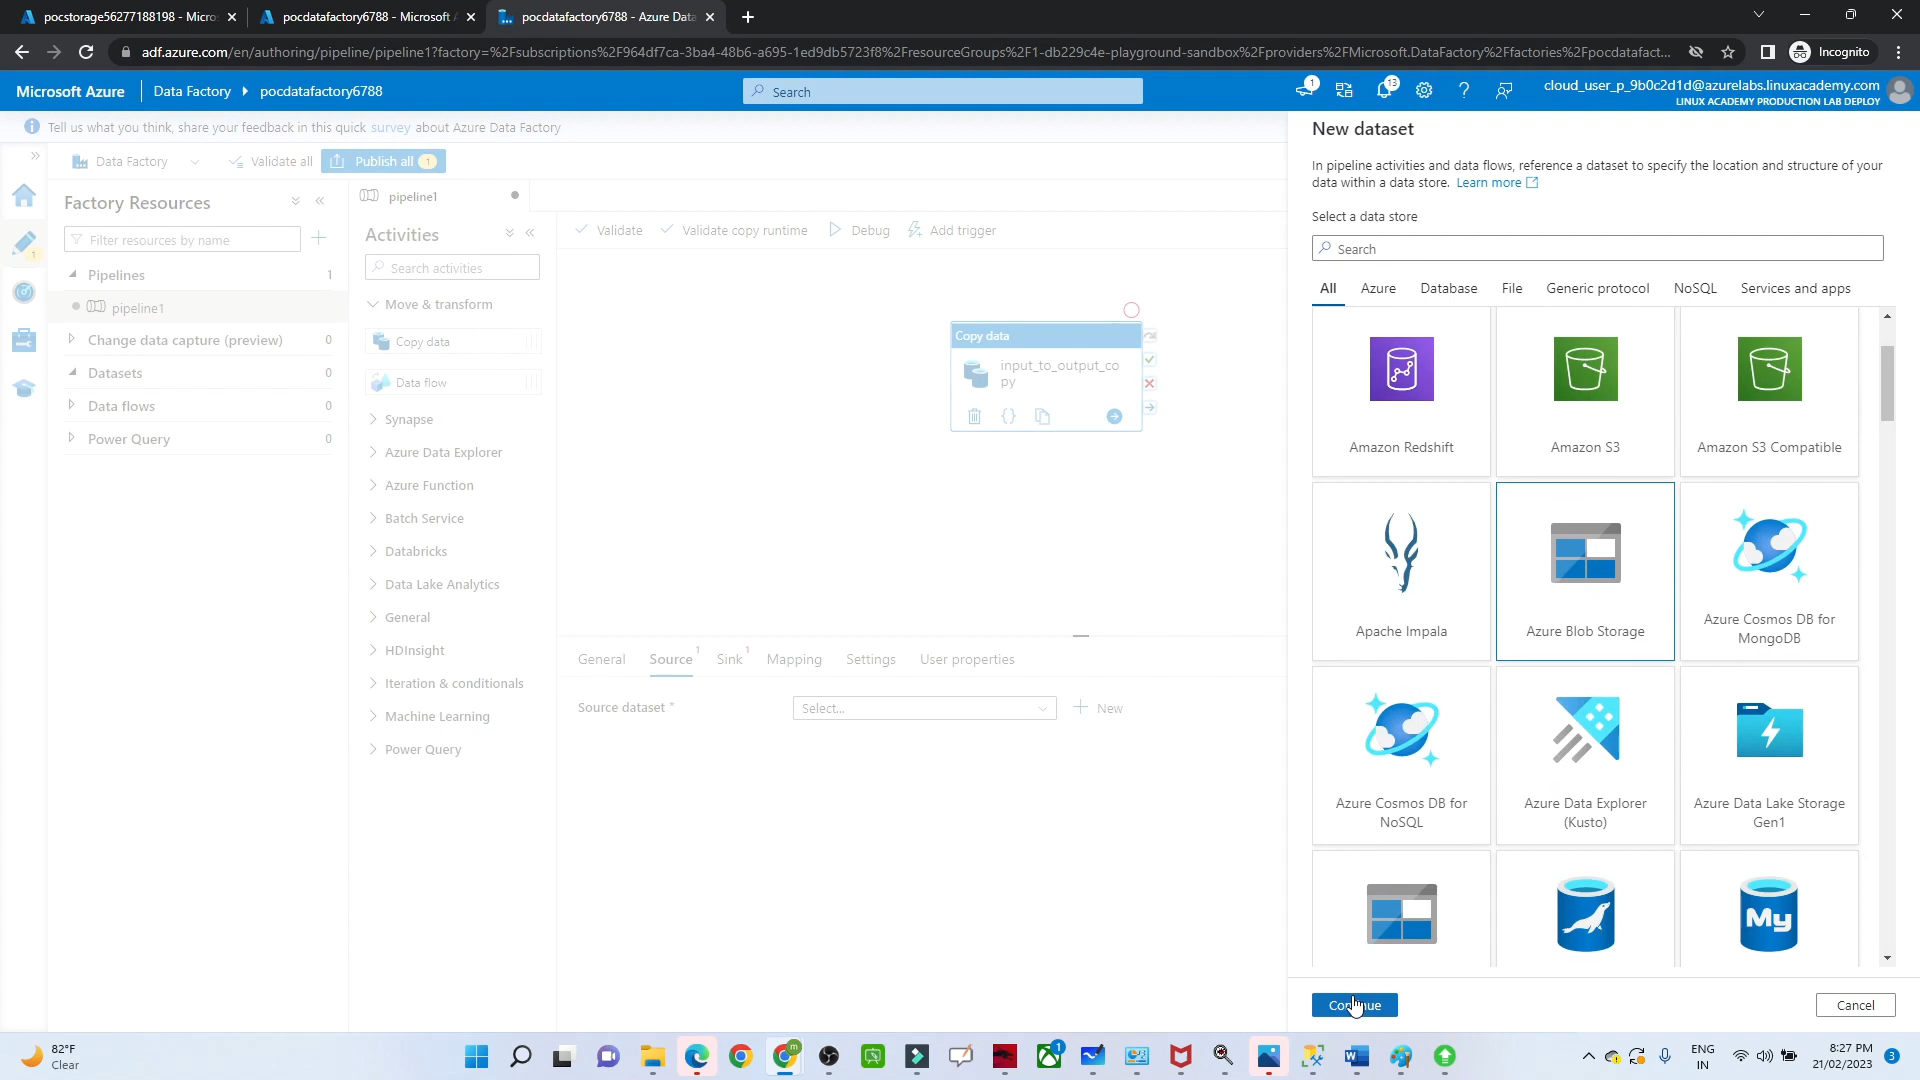 pocstorage56277188198 - Micro
pocdatafactory6788 - Microsoft
pocdatafactory6788 - Azure Data
adf.azure.com/en/authoring/pipeline/pipeline1?factory=%2Fsubscriptions%2F964df7ca-3ba4-48b6-a695-1ed9db5723f8%2FresourceGroups%2F1-db229c4e-playground-sandbox%2Fproviders%2FMicrosoft.DataFactory%2Ffactories%2Fpocdatafact...
Incognito
Microsoft Azure
Data Factory
pocdatafactory6788
Search
1
13
cloud_user_p_9b0c2d1d@azurelabs.linuxacademy.com
LINUX ACADEMY PRODUCTION LAB DEPLOY
Tell us what you think, share your feedback in this quick survey about Azure Data Factory
Data Factory
Validate all
Publish all 1
Factory Resources
Filter resources by name
1
Pipelines 1
pipeline1
Change data capture (preview) 0
Datasets 0
Data flows 0
Power Query 0
pipeline1
Activities
Search activities
Move & transform
Copy data
Data flow
Synapse
Azure Data Explorer
Azure Function
Batch Service
Databricks
Data Lake Analytics
General
HDInsight
Iteration & conditionals
Machine Learning
Power Query
Validate
Validate copy runtime
Debug
Add trigger
Copy data
input_to_output_co
py
General
Source 1
Sink 1
Mapping
Settings
User properties
Source dataset *
Select...
New
New dataset
In pipeline activities and data flows, reference a dataset to specify the location and structure of your
data within a data store. Learn more
Select a data store
Search
All
Azure
Database
File
Generic protocol
NoSQL
Services and apps
Amazon Redshift
Amazon S3
Amazon S3 Compatible
Apache Impala
Azure Blob Storage
Azure Cosmos DB for
MongoDB
Azure Cosmos DB for
NoSQL
Azure Data Explorer
(Kusto)
Azure Data Lake Storage
Gen1
My
Continue
Cancel
82°F
Clear
m
1
ENG
IN
8:27 PM
21/02/2023
3